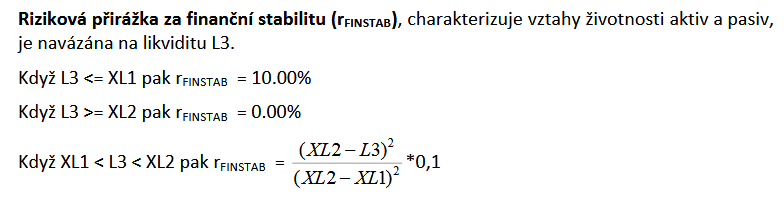 Riziková přirážka za finanční stabilitu (rFINSTAB), charakterizuje vztahy životnosti aktiv a pasiv,
je navázána na likviditu L3.
Když L3 <= XL1 pak rFINSTAB = 10.00%
Když L3 >= XL2 pak rFINSTAB = 0.00%
Když XL1 < L3 < XL2 pak rFINSTAB = (XL2 − L3)² / (XL2 − XL1)² *0,1